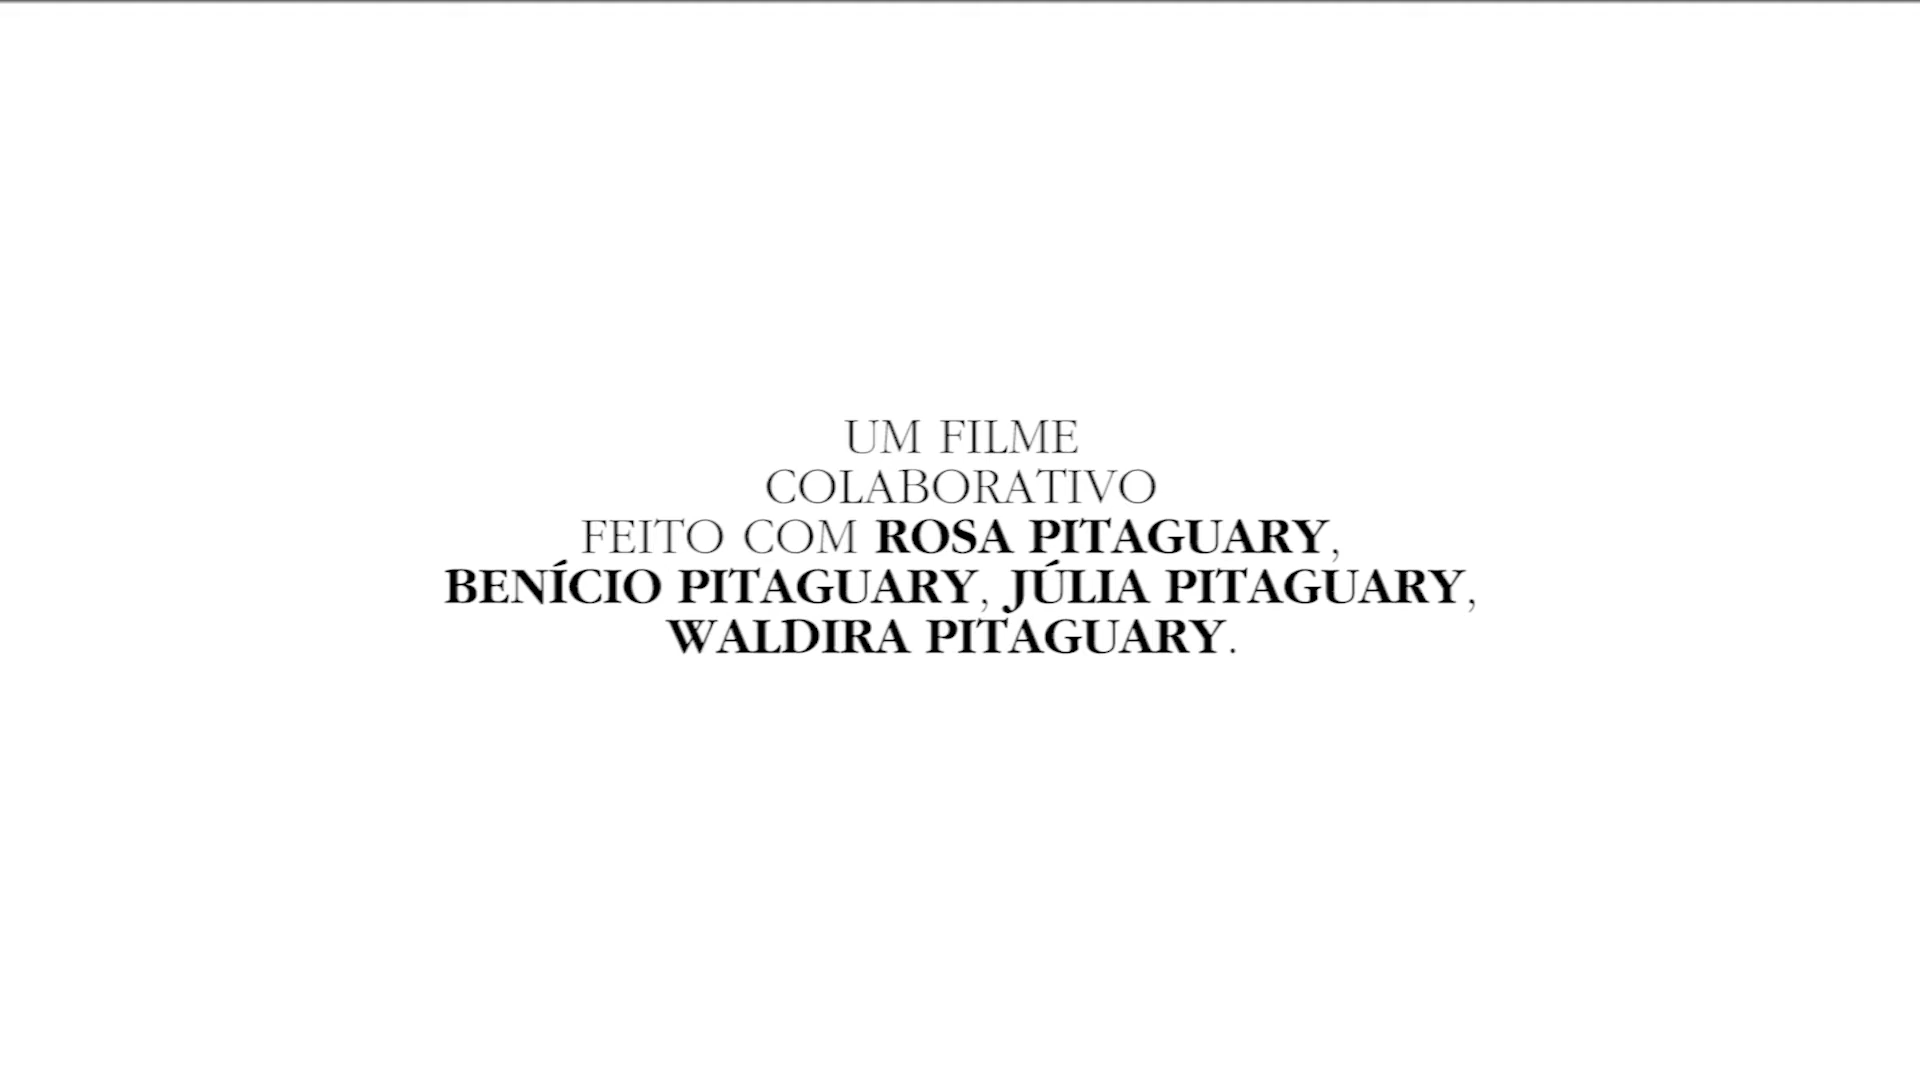 UM FILME
COLABORATIVO
FEITO COM ROSA PITAGUARY,
BENÍCIO PITAGUARY, JÚLIA PITAGUARY,
WALDIRA PITAGUARY.